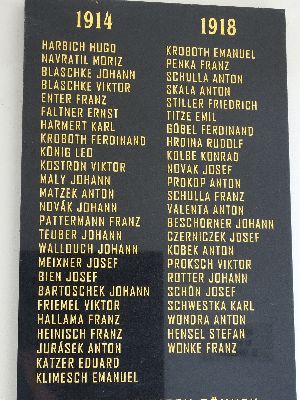 1914
HARBICH HUGO
NAVRATIL MORIZ
BLASCHKE JOHANN
BLASCHKE VIKTOR
ENTER FRANZ
FALTNER ERNST
HARMERT KARL
KROBOTH FERDINAND
KÖNIG LEO
KOSTRON VIKTOR
MALY JOHANN
MATZEK ANTON
NOVÁK JOHANN
PATTERMANN FRANZ
TEUBER JOHANN
WALLOUCH JOHANN
MEIXNER JOSEF
BIEN JOSEF
BARTOSCHEK JOHANN
FRIEMEL VIKTOR
HALLAMA FRANZ
HEINISCH FRANZ
JURÁSEK ANTON
KATZER EDUARD
KLIMESCH EMANUEL
1918
KROBOTH EMANUEL
PENKA FRANZ
SCHULLA ANTON
SKALA ANTON
STILLER FRIEDRICH
TITZE EMIL
GÖBEL FERDINAND
HRDINA RUDOLF
KOLBE KONRAD
NOVAK JOSEF
PROKOP ANTON
SCHULLA FRANZ
VALENTA ANTON
BESCHORNER JOHANN
CZERNICZEK JOSEF
KOBEK ANTON
PROKSCH VIKTOR
ROTTER JOHANN
SCHÖN JOSEF
SCHWESTKA KARL
WONDRA ANTON
HENSEL STEFAN
WONKE FRANZ